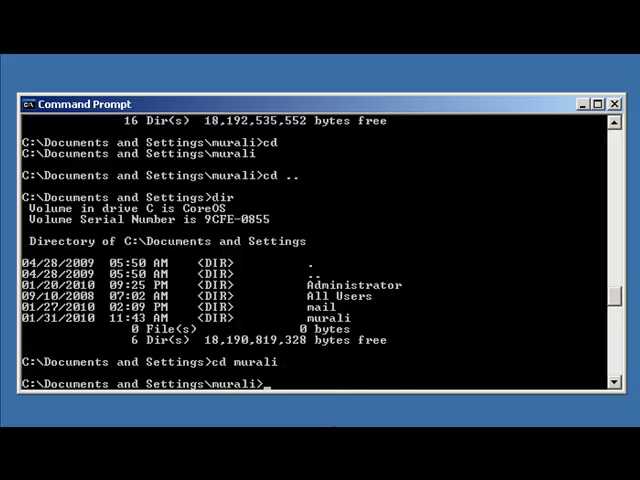 Command Prompt
16 Dir(s)  18,192,535,552 bytes free
C:\Documents and Settings\murali>cd
C:\Documents and Settings\murali
C:\Documents and Settings\murali>cd ..
C:\Documents and Settings>dir
Volume in drive C is CoreOS
Volume Serial Number is 9CFE-0855
Directory of C:\Documents and Settings
04/28/2009  05:50 AM    <DIR>          .
04/28/2009  05:50 AM    <DIR>          ..
01/20/2010  09:25 PM    <DIR>          Administrator
09/10/2008  07:02 AM    <DIR>          All Users
01/27/2010  02:09 PM    <DIR>          mail
01/31/2010  11:43 AM    <DIR>          murali
0 File(s)              0 bytes
6 Dir(s)  18,190,819,328 bytes free
C:\Documents and Settings>cd murali
C:\Documents and Settings\murali>_